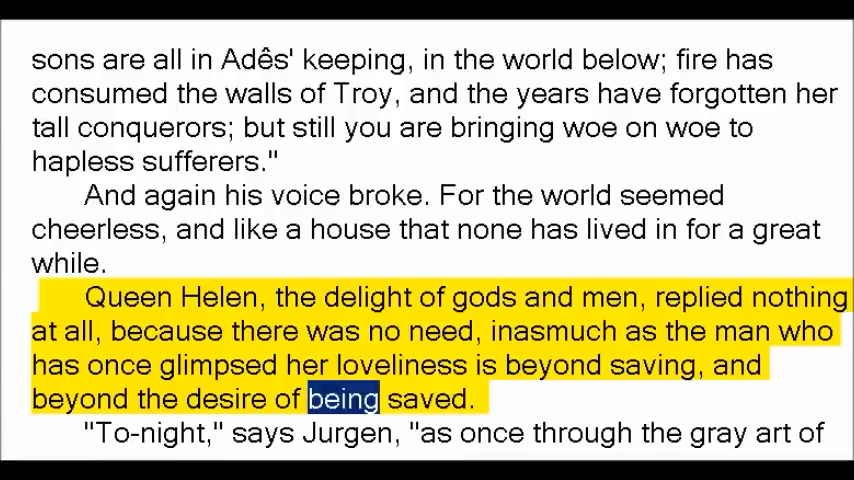 sons are all in Adês' keeping, in the world below; fire has
consumed the walls of Troy, and the years have forgotten her
tall conquerors; but still you are bringing woe on woe to
hapless sufferers."
And again his voice broke. For the world seemed
cheerless, and like a house that none has lived in for a great
while.
Queen Helen, the delight of gods and men, replied nothing
at all, because there was no need, inasmuch as the man who
has once glimpsed her loveliness is beyond saving, and
beyond the desire of being saved.
"To-night," says Jurgen, "as once through the gray art of